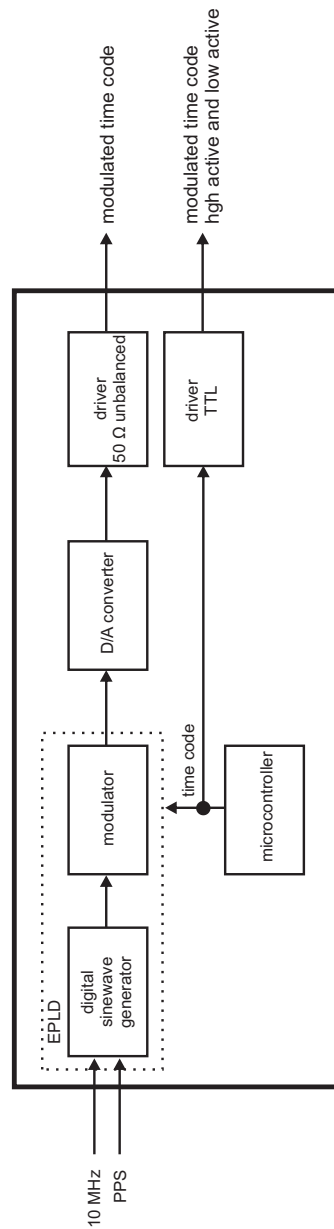 10 MHz
PPS
EPLD
digital
sinewave
generator
modulator
D/A converter
driver
50 Ω unbalanced
modulated time code
time code
microcontroller
driver
TTL
modulated time code
hgh active and low active